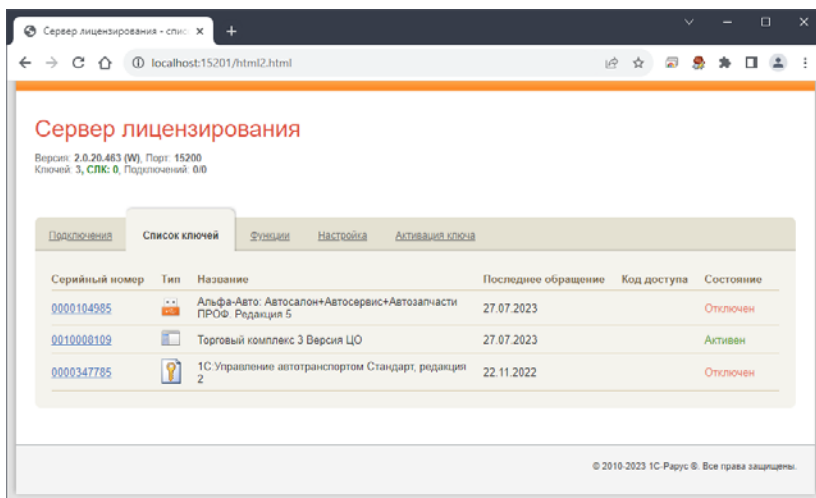 Сервер лицензирования - спис
localhost:15201/html2.html
Сервер лицензирования
Версия: 2.0.20.463 (W), Порт: 15200
Ключей: 3, СЛК: 0, Подключений: 0/0
Подключения Список ключей Функции Настройка Активация ключа
Серийный номер Тип Название Последнее обращение Код доступа Состояние
0000104985 Альфа-Авто: Автосалон+Автосервис+Автозапчасти
ПРОФ. Редакция 5 27.07.2023 Отключен
0010008109 Торговый комплекс 3 Версия ЦО 27.07.2023 Активен
0000347785 1С:Управление автотранспортом Стандарт, редакция
2 22.11.2022 Отключен
© 2010-2023 1С-Рарус ®. Все права защищены.